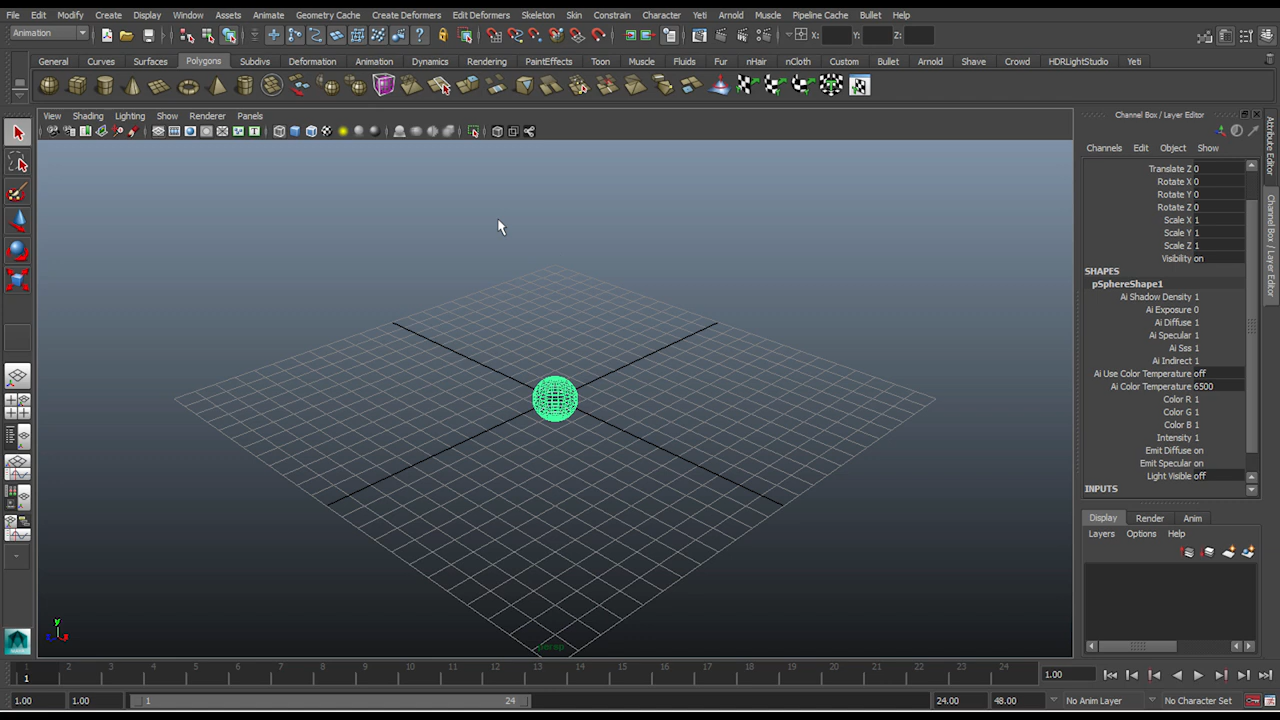 File Edit Modify Create Display Window Assets Animate Geometry Cache Create Deformers Edit Deformers Skeleton Skin Constrain Character Yeti Arnold Muscle Pipeline Cache Bullet Help
Animation X: Y: Z:
General Curves Surfaces Polygons Subdivs Deformation Animation Dynamics Rendering PaintEffects Toon Muscle Fluids Fur nHair nCloth Custom Bullet Arnold Shave Crowd HDRLightStudio Yeti
View Shading Lighting Show Renderer Panels
Channel Box / Layer Editor
Channels Edit Object Show
Translate Z 0
Rotate X 0
Rotate Y 0
Rotate Z 0
Scale X 1
Scale Y 1
Scale Z 1
Visibility on
SHAPES
pSphereShape1
Ai Shadow Density 1
Ai Exposure 0
Ai Diffuse 1
Ai Specular 1
Ai Sss 1
Ai Indirect 1
Ai Use Color Temperature off
Ai Color Temperature 6500
Color R 1
Color G 1
Color B 1
Intensity 1
Emit Diffuse on
Emit Specular on
Light Visible off
INPUTS
Display Render Anim
Layers Options Help
Attribute Editor
Channel Box / Layer Editor
y
persp
1 2 3 4 5 6 7 8 9 10 11 12 13 14 15 16 17 18 19 20 21 22 23 24
1 1.00
1.00 1.00 1 24 24.00 48.00 No Anim Layer No Character Set